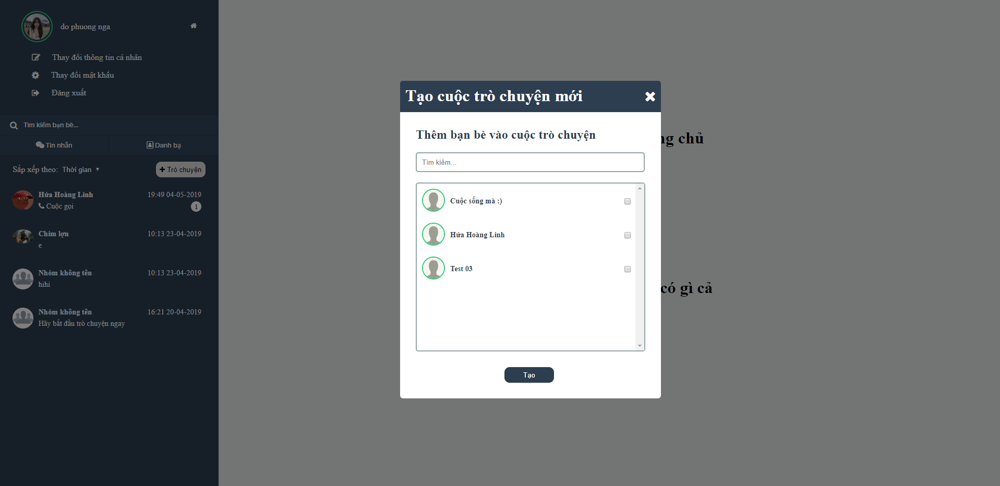 do phuong nga
Thay đổi thông tin cá nhân
Thay đổi mật khẩu
Đăng xuất
Tìm kiếm bạn bè...
Tin nhắn
Danh bạ
Sắp xếp theo: Thời gian
Trò chuyện
Hứa Hoàng Linh 19:49 04-05-2019
Cuộc gọi 1
Chim lợn 10:13 23-04-2019
e
Nhóm không tên 10:13 23-04-2019
hihi
Nhóm không tên 16:21 20-04-2019
Hãy bắt đầu trò chuyện ngay
Tạo cuộc trò chuyện mới
Thêm bạn bè vào cuộc trò chuyện
Tìm kiếm...
Cuộc sống mà :)
Hứa Hoàng Linh
Test 03
Tạo
ng chủ
có gì cả